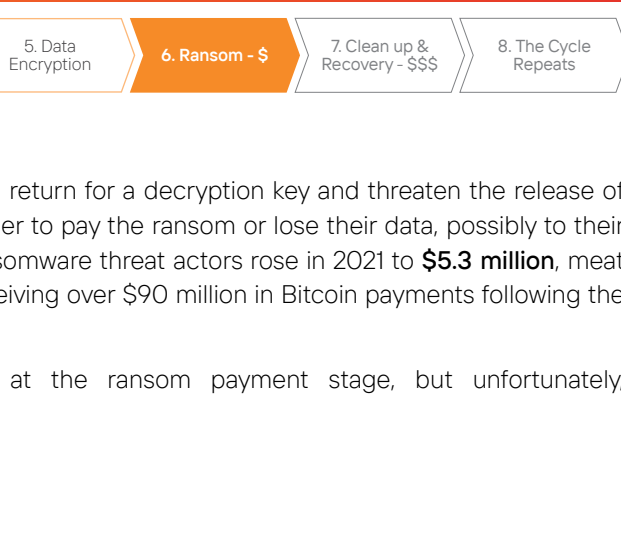 5. Data
Encryption
6. Ransom - $
7. Clean up &
Recovery - $$$
8. The Cycle
Repeats
return for a decryption key and threaten the release of
er to pay the ransom or lose their data, possibly to their
somware threat actors rose in 2021 to $5.3 million, meat
eiving over $90 million in Bitcoin payments following the
at the ransom payment stage, but unfortunately,